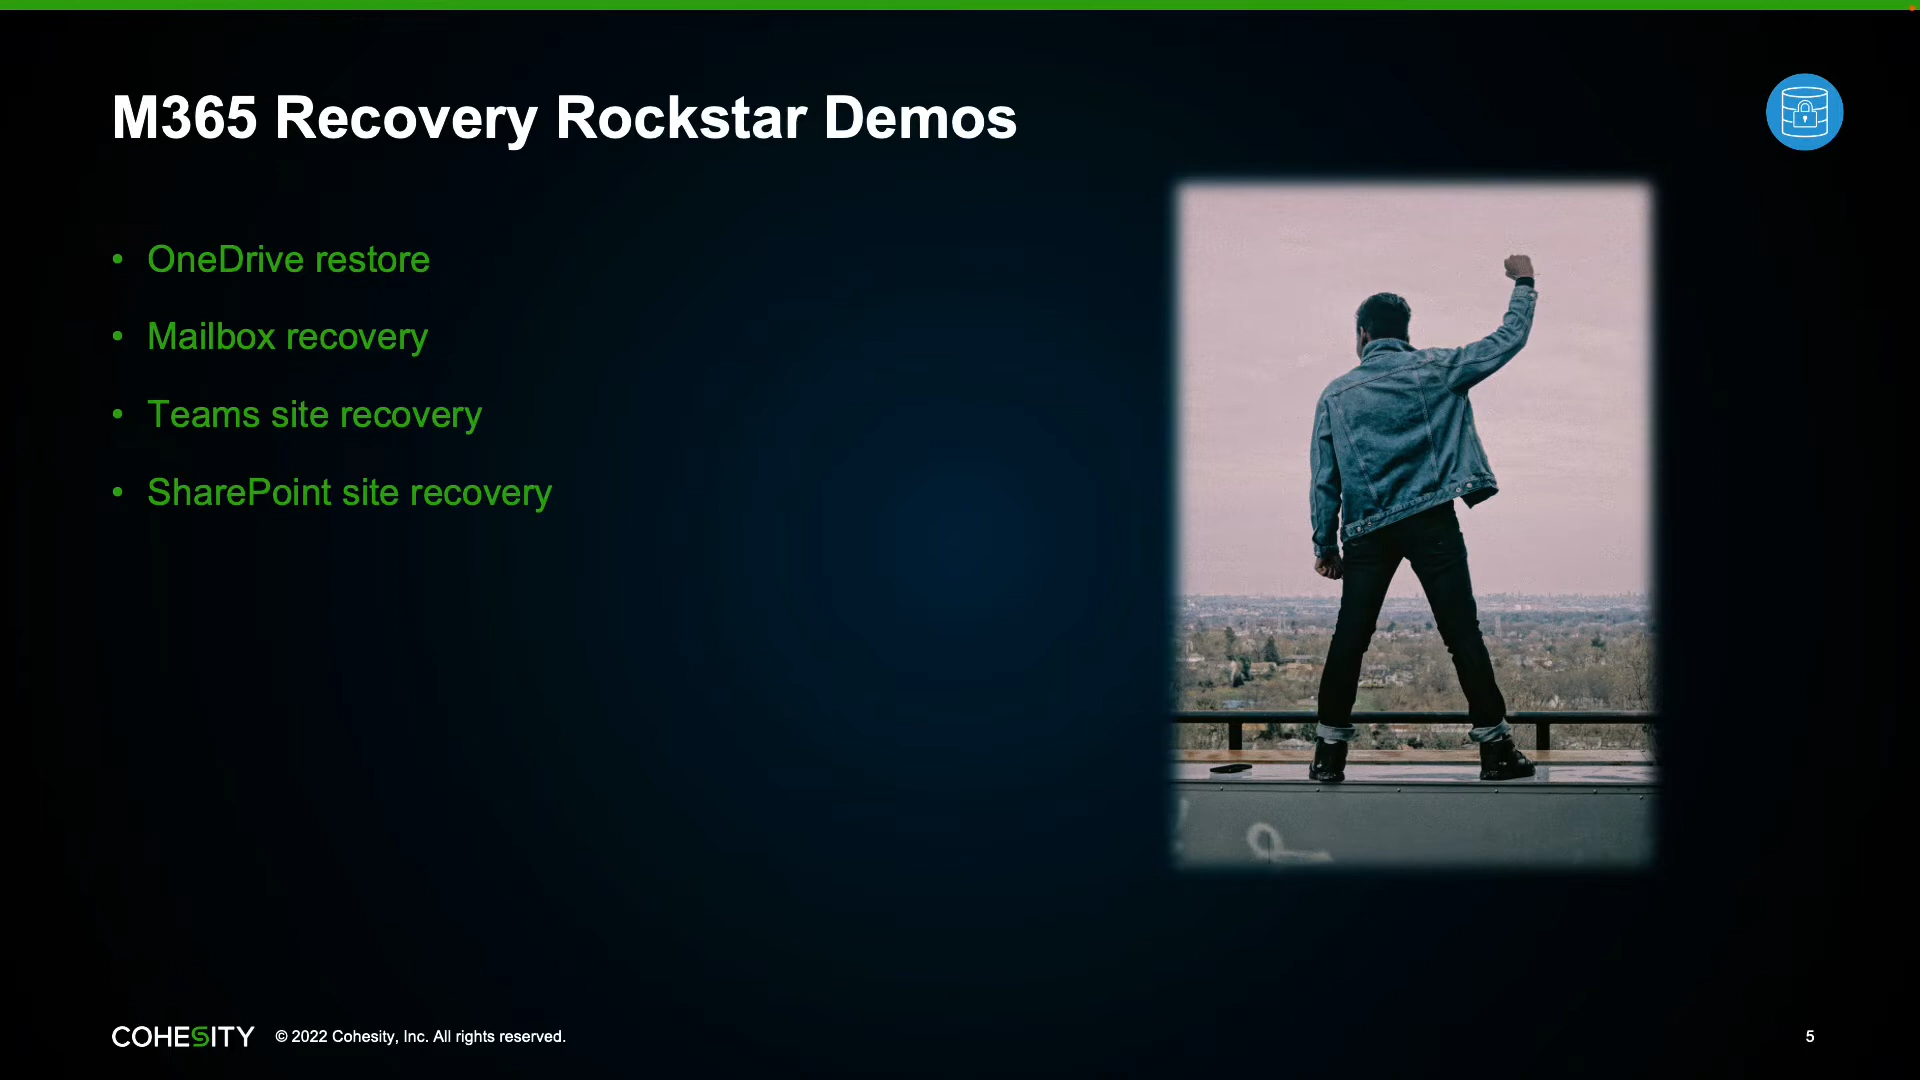 M365 Recovery Rockstar Demos
• OneDrive restore
• Mailbox recovery
• Teams site recovery
• SharePoint site recovery
COHESITY © 2022 Cohesity, Inc. All rights reserved.
5